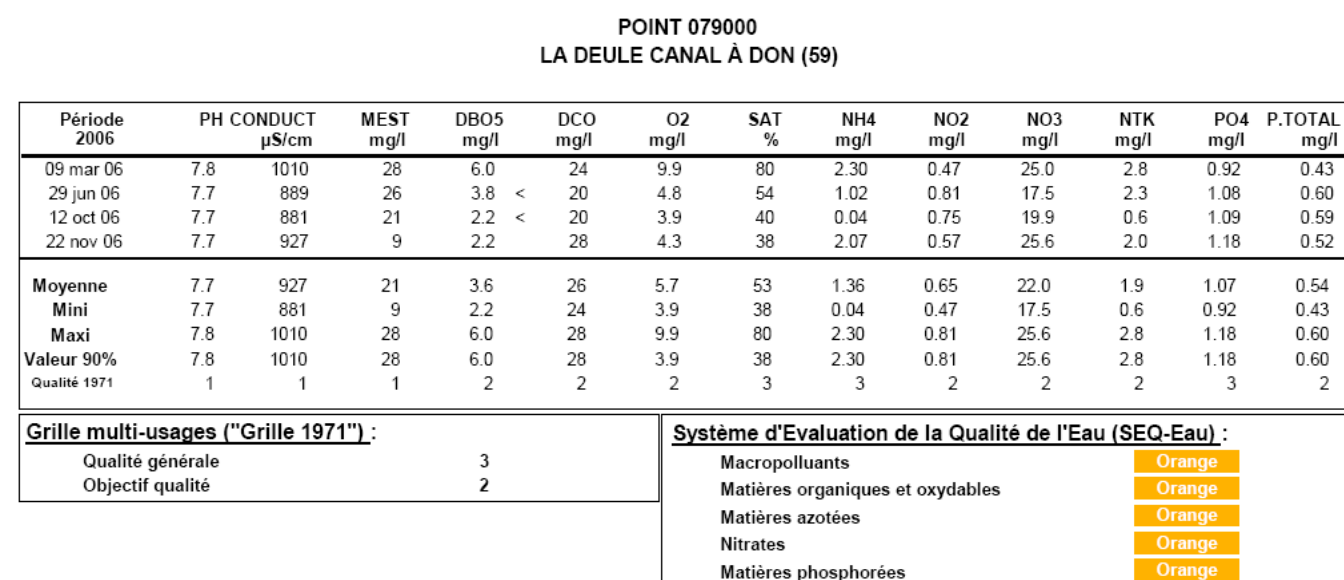 POINT 079000
LA DEULE CANAL À DON (59)
Période PH CONDUCT MEST DBO5 DCO O2 SAT NH4 NO2 NO3 NTK PO4 P.TOTAL
2006 µS/cm mg/l mg/l mg/l mg/l % mg/l mg/l mg/l mg/l mg/l mg/l
09 mar 06 7.8 1010 28 6.0 24 9.9 80 2.30 0.47 25.0 2.8 0.92 0.43
29 jun 06 7.7 889 26 3.8 < 20 4.8 54 1.02 0.81 17.5 2.3 1.08 0.60
12 oct 06 7.7 881 21 2.2 < 20 3.9 40 0.04 0.75 19.9 0.6 1.09 0.59
22 nov 06 7.7 927 9 2.2 28 4.3 38 2.07 0.57 25.6 2.0 1.18 0.52
Moyenne 7.7 927 21 3.6 26 5.7 53 1.36 0.65 22.0 1.9 1.07 0.54
Mini 7.7 881 9 2.2 24 3.9 38 0.04 0.47 17.5 0.6 0.92 0.43
Maxi 7.8 1010 28 6.0 28 9.9 80 2.30 0.81 25.6 2.8 1.18 0.60
Valeur 90% 7.8 1010 28 6.0 28 3.9 38 2.30 0.81 25.6 2.8 1.18 0.60
Qualité 1971 1 1 1 2 2 2 3 3 2 2 2 3 2
Grille multi-usages ("Grille 1971") :
Qualité générale 3
Objectif qualité 2
Système d'Evaluation de la Qualité de l'Eau (SEQ-Eau) :
Macropolluants Orange
Matières organiques et oxydables Orange
Matières azotées Orange
Nitrates Orange
Matières phosphorées Orange